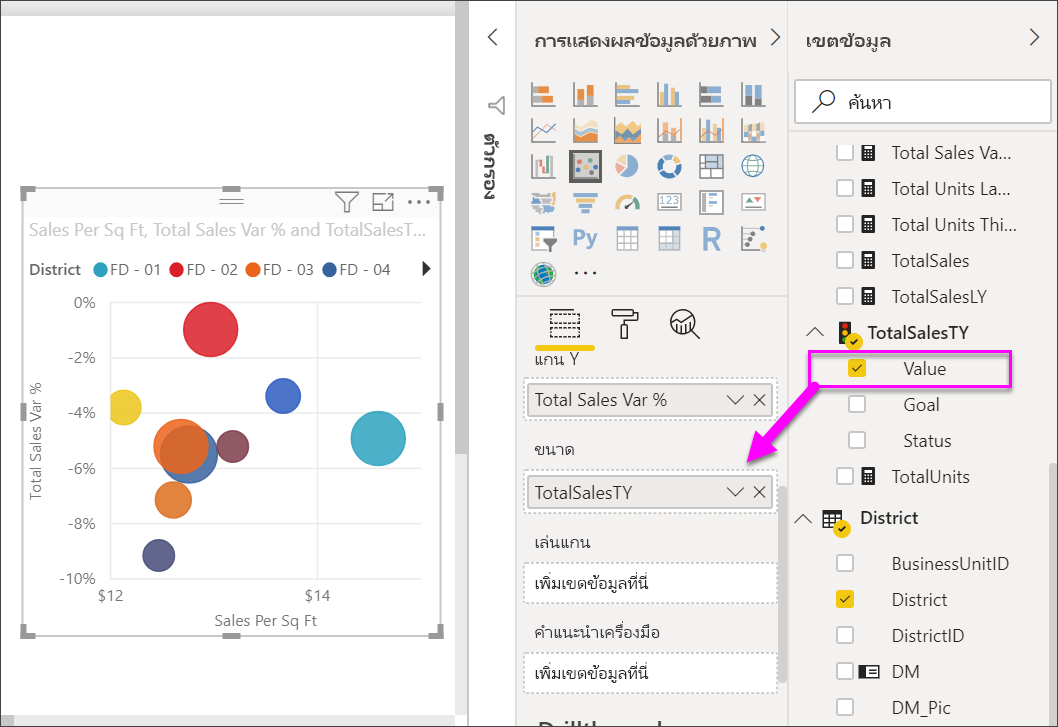 Sales Per Sq Ft, Total Sales Var % and TotalSalesT...
District FD - 01 FD - 02 FD - 03 FD - 04
0%
-2%
-4%
-6%
-8%
-10%
Total Sales Var %
$12 $14
Sales Per Sq Ft
ตัวกรอง
การแสดงผลข้อมูลด้วยภาพ
123
Py
R
แกน Y
Total Sales Var %
ขนาด
TotalSalesTY
เล่นแกน
เพิ่มเขตข้อมูลที่นี่
คำแนะนำเครื่องมือ
เพิ่มเขตข้อมูลที่นี่
เขตข้อมูล
ค้นหา
Total Sales Va...
Total Units La...
Total Units Thi...
TotalSales
TotalSalesLY
TotalSalesTY
Value
Goal
Status
TotalUnits
District
BusinessUnitID
District
DistrictID
DM
DM_Pic